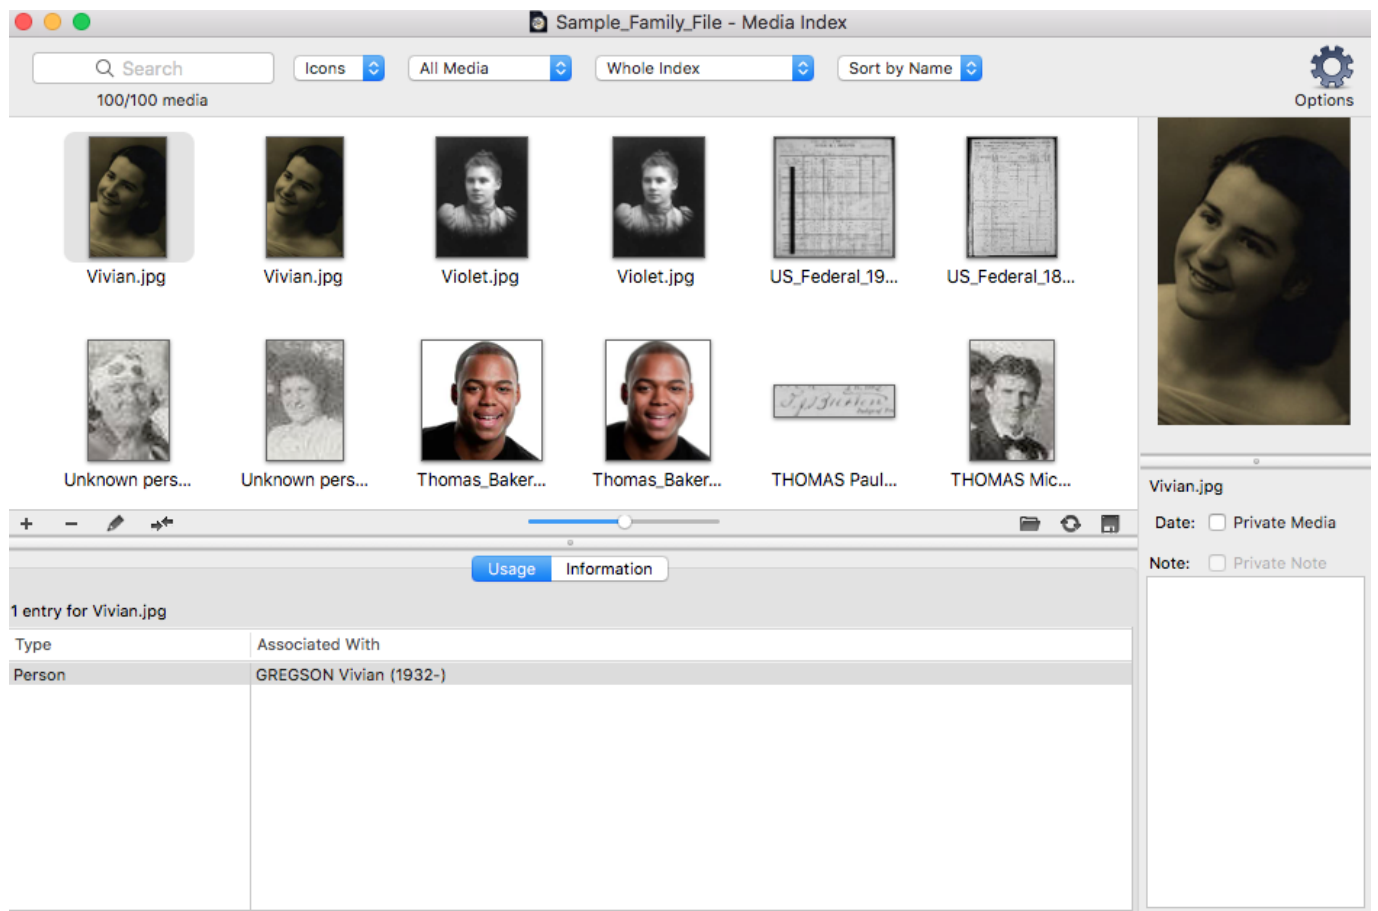 Sample_Family_File - Media Index
Search
Icons
All Media
Whole Index
Sort by Name
100/100 media
Options
Vivian.jpg
Vivian.jpg
Violet.jpg
Violet.jpg
US_Federal_19...
US_Federal_18...
Unknown pers...
Unknown pers...
Thomas_Baker...
Thomas_Baker...
THOMAS Paul...
THOMAS Mic...
Vivian.jpg
Date: Private Media
Note: Private Note
Usage
Information
1 entry for Vivian.jpg
Type
Associated With
Person
GREGSON Vivian (1932-)